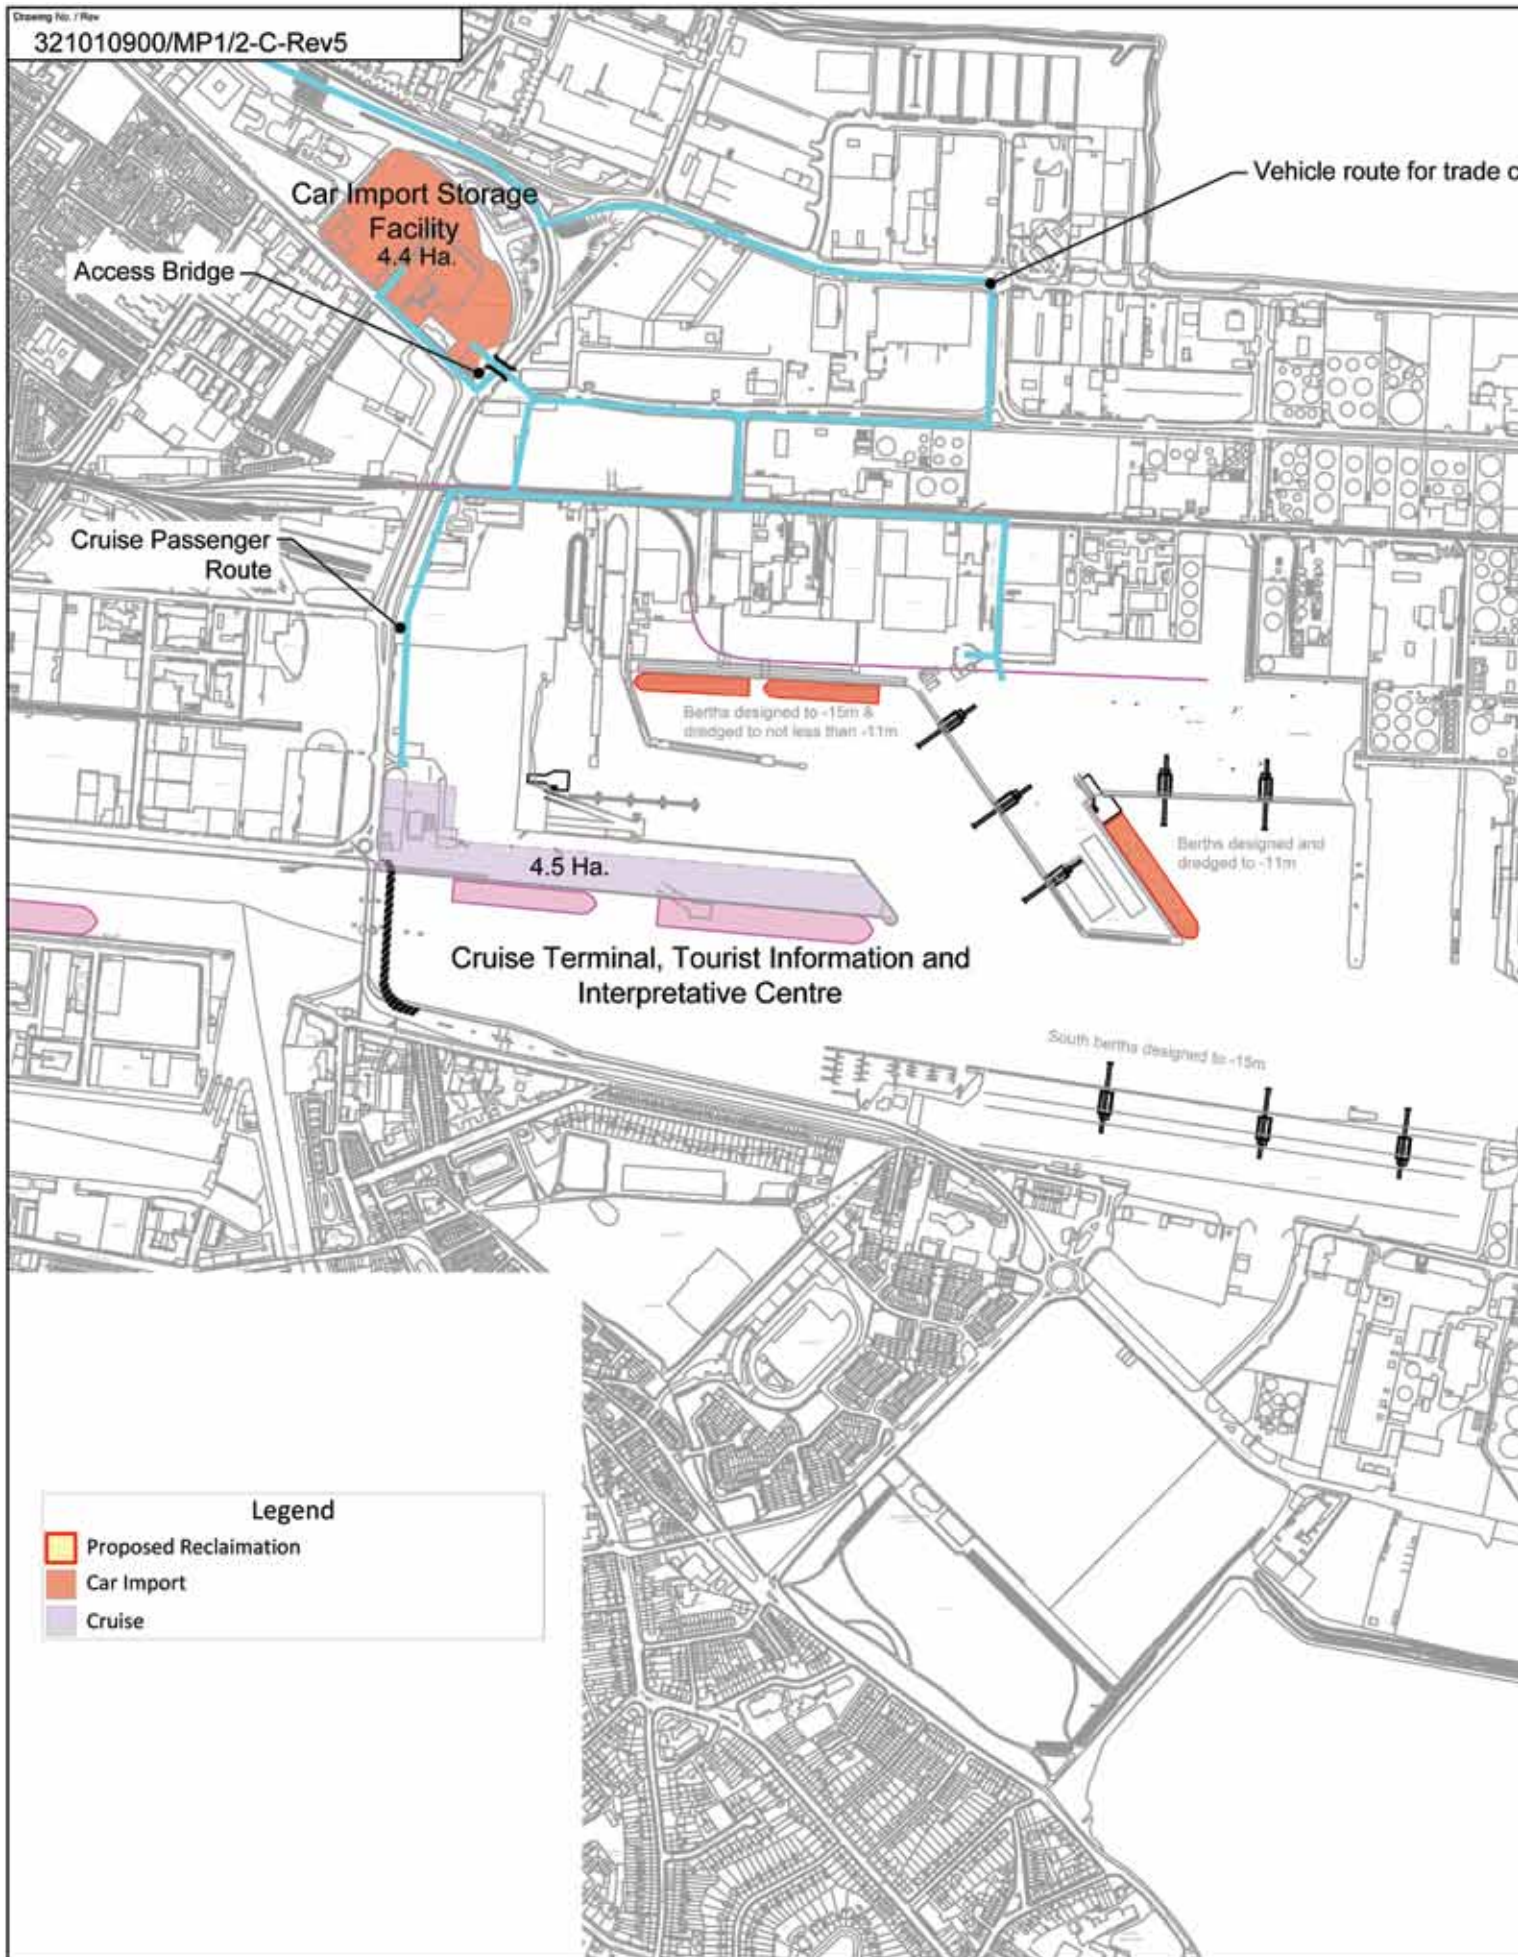 Drawing No. / Rev
321010900/MP1/2-C-Rev5
Vehicle route for trade c
Car Import Storage
Facility
4.4 Ha.
Access Bridge
Cruise Passenger
Route
Berths designed to -15m &
dredged to not less than -11m
Berths designed and
dredged to -11m
4.5 Ha.
Cruise Terminal, Tourist Information and
Interpretative Centre
South berths designed to -15m
Legend
Proposed Reclaimation
Car Import
Cruise